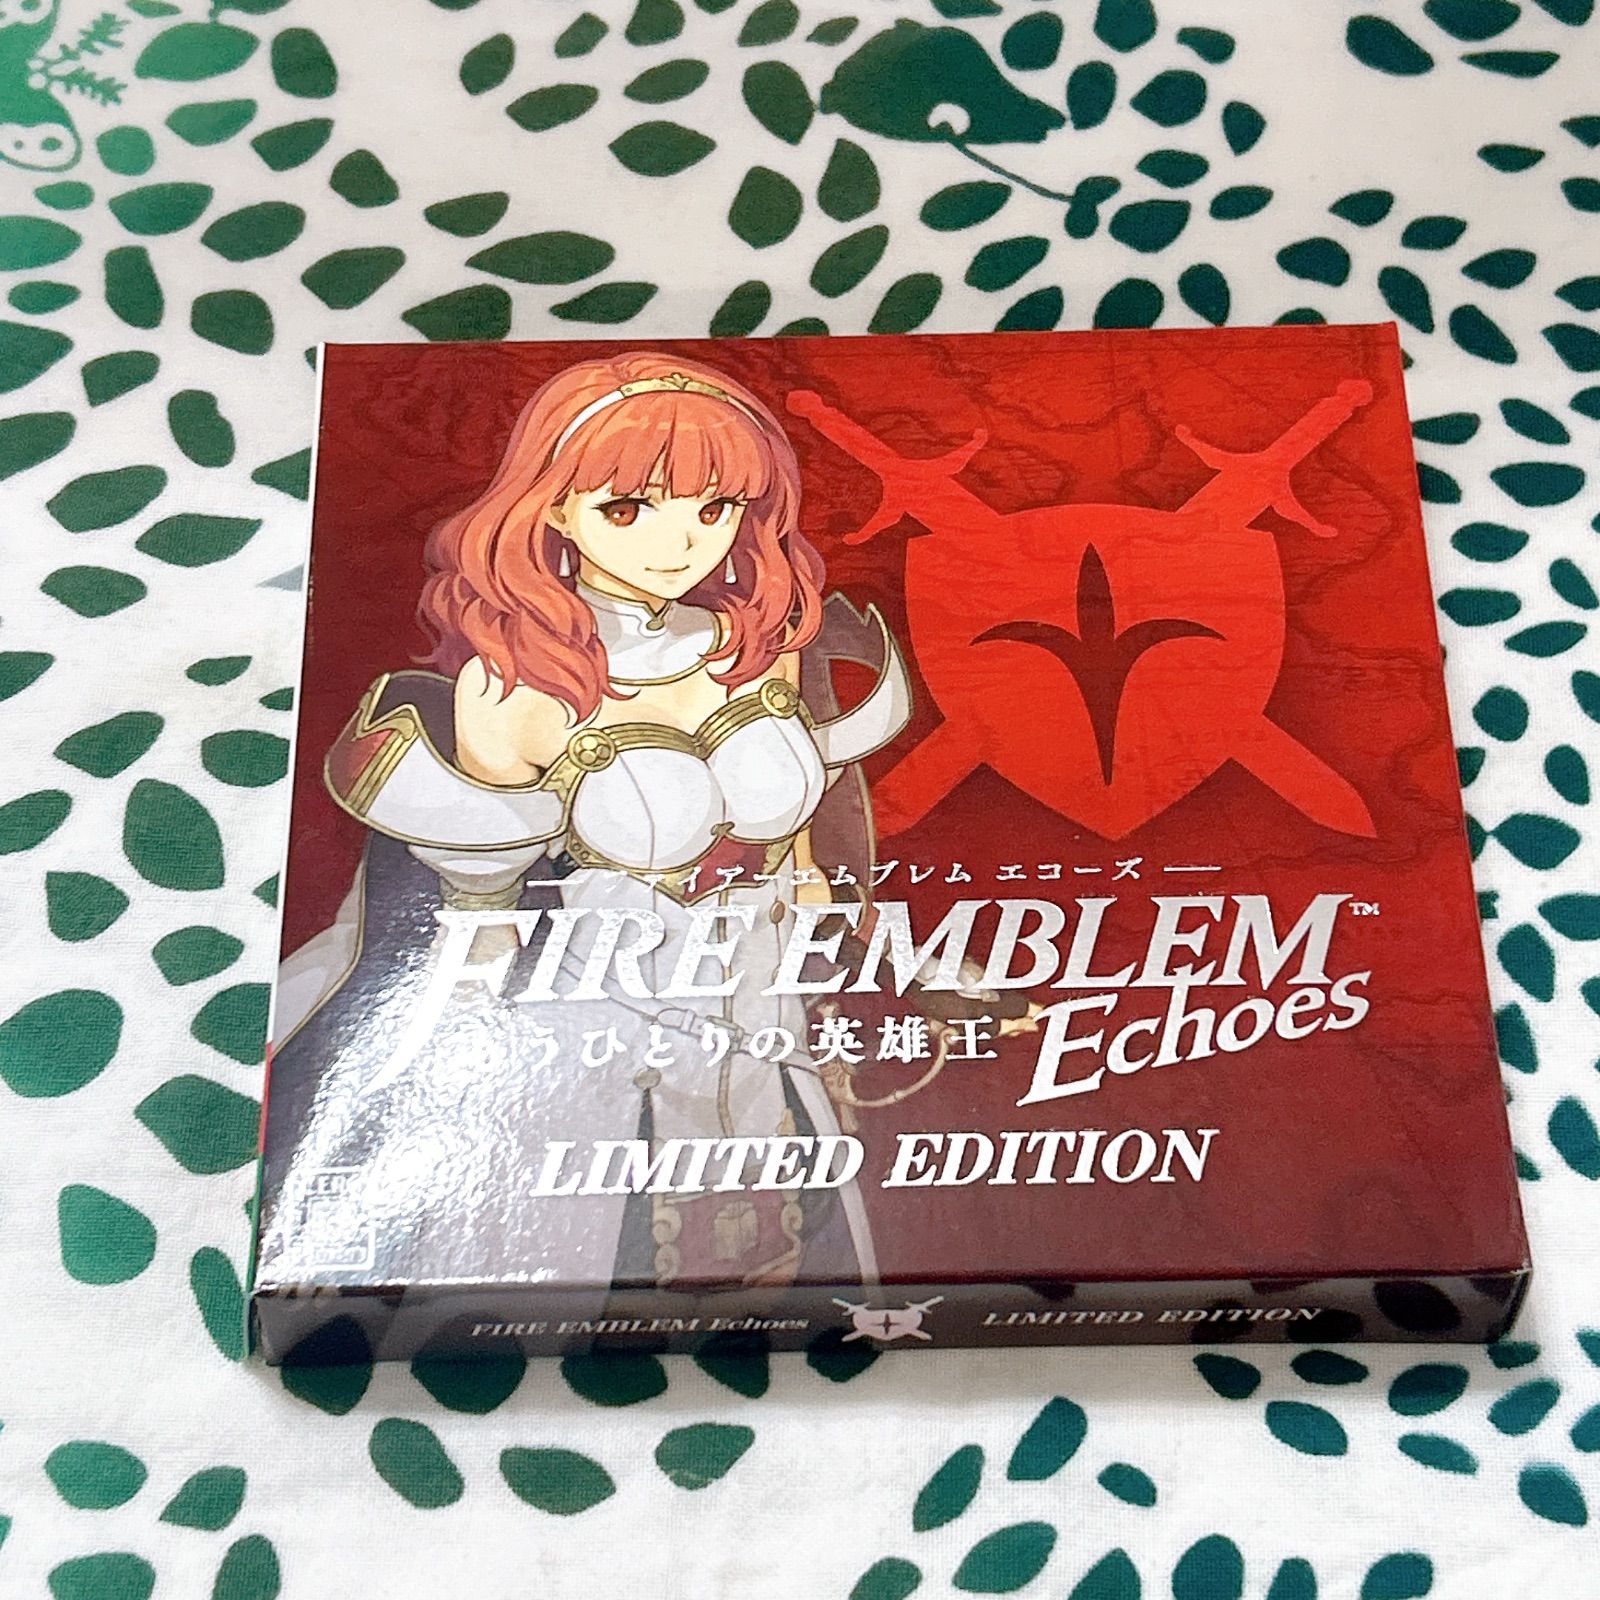 ファイアーエムブレム エコーズ
FIRE EMBLEM™
うひとりの英雄王
Echoes
LIMITED EDITION
FIRE EMBLEM Echoes LIMITED EDITION